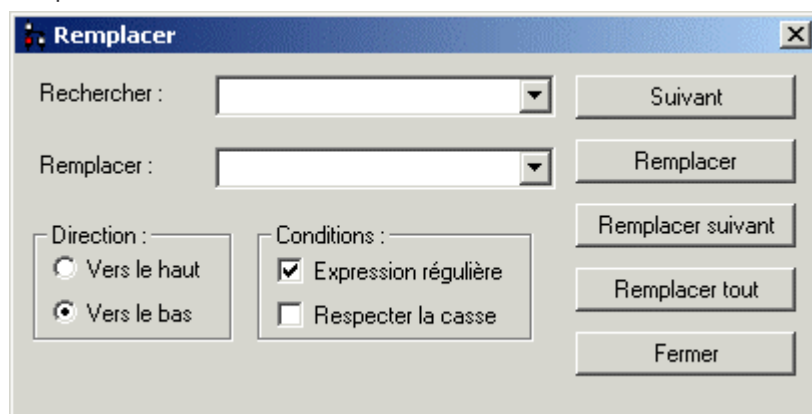 Remplacer
Rechercher :
Suivant
Remplacer :
Remplacer
Remplacer suivant
Direction :
Vers le haut
Vers le bas
Conditions :
Expression régulière
Respecter la casse
Remplacer tout
Fermer